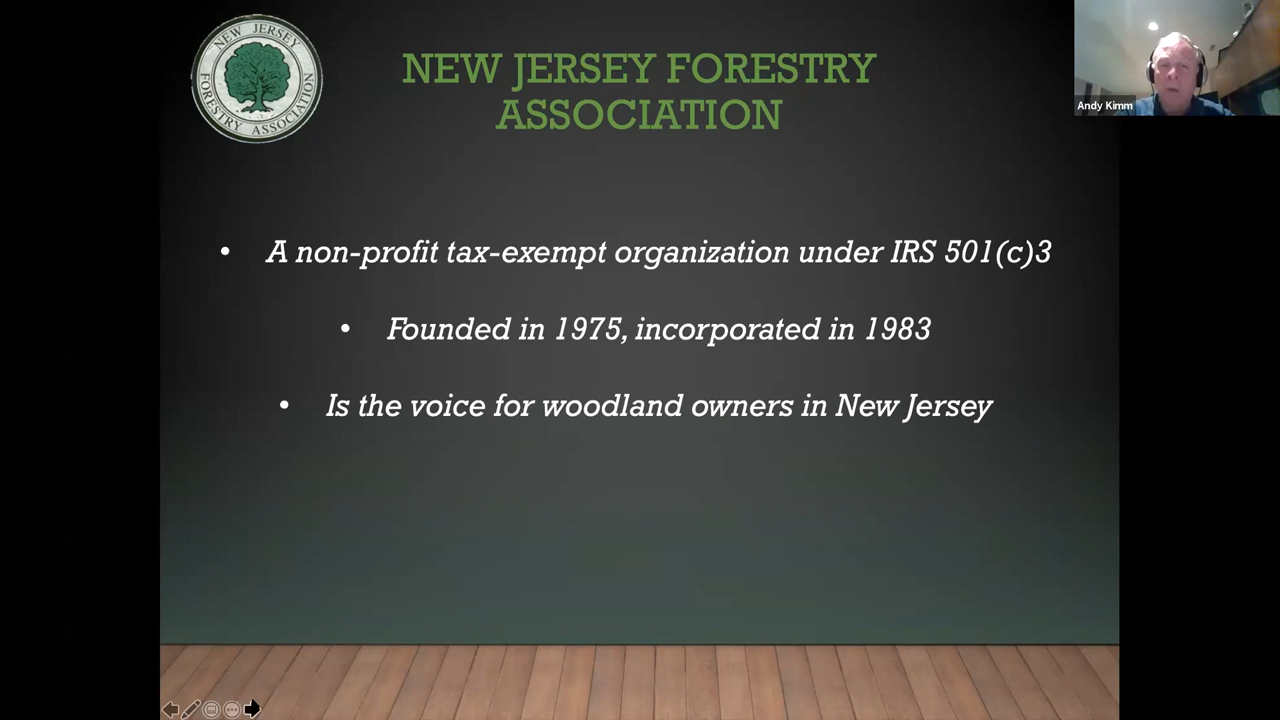 NEW JERSEY
FORESTRY ASSOCIATION
NEW JERSEY FORESTRY
ASSOCIATION
Andy Kimm
• A non-profit tax-exempt organization under IRS 501(c)3
• Founded in 1975, incorporated in 1983
• Is the voice for woodland owners in New Jersey